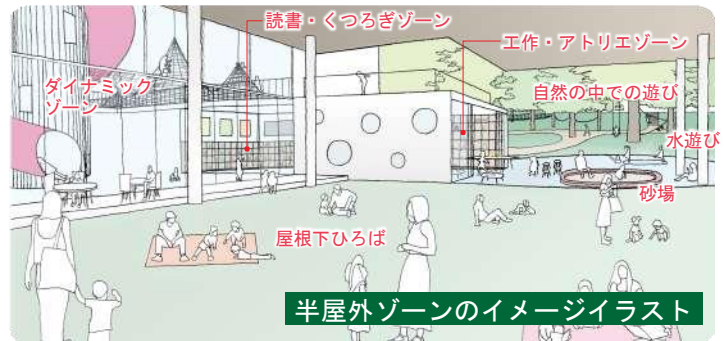 読書・くつろぎゾーン
工作・アトリエゾーン
ダイナミック
ゾーン
自然の中での遊び
水遊び
砂場
屋根下ひろば
半屋外ゾーンのイメージイラスト